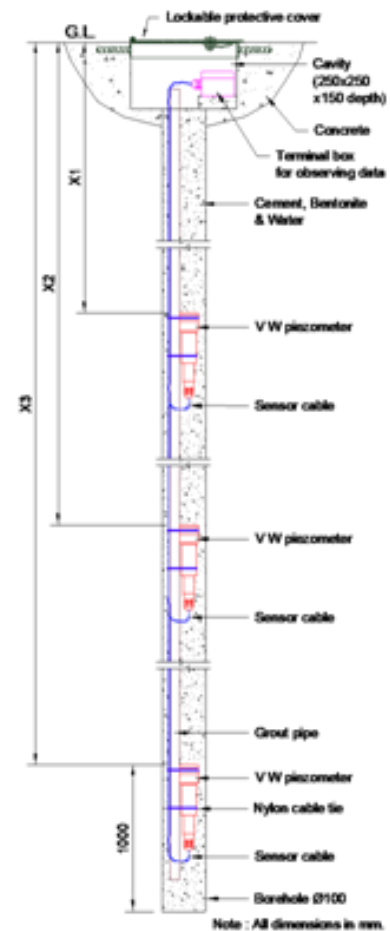 Lockable protective cover
G.L.
Cavity
(250x250
x150 depth)
Concrete
Terminal box
for observing data
X1
Cement, Bentonite
& Water
X2
V W piezometer
X3
Sensor cable
V W piezometer
Sensor cable
Grout pipe
V W piezometer
Nylon cable tie
1000
Sensor cable
Borehole Ø100
Note : All dimensions in mm.